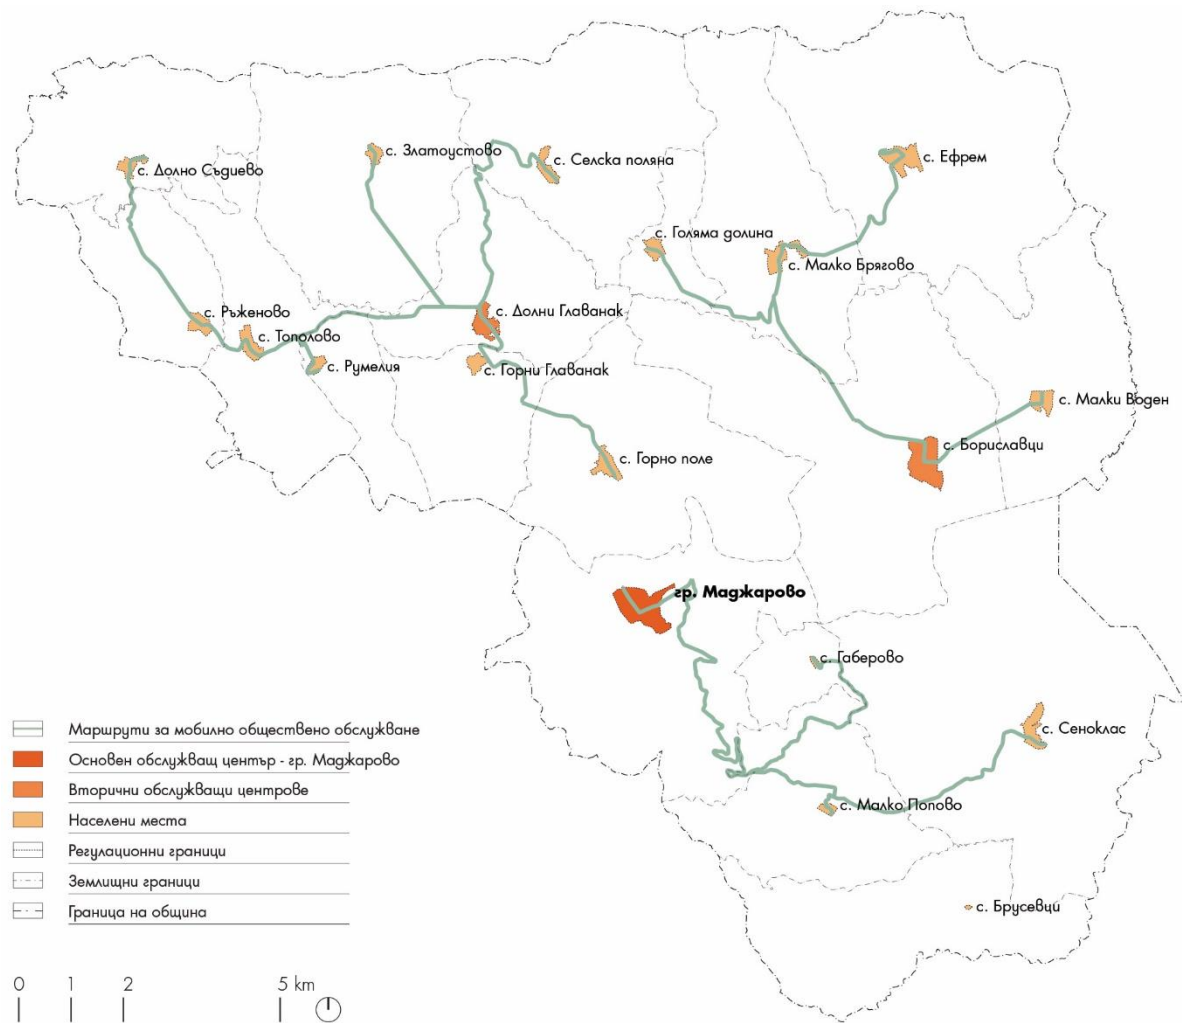 с. Златоустово
с. Селска поляна
с. Ефрем
с. Долно Съдиево
с. Голяма долина
с. Малко Брягово
с. Ръженово
с. Долни Главанак
с. Тополово
с. Румелия
с. Горни Главанак
с. Малки Воден
с. Бориславци
с. Горно поле
гр. Маджарово
с. Габерово
с. Сеноклас
с. Малко Попово
с. Брусевци
Маршрути за мобилно обществено обслужване
Основен обслужващ център - гр. Маджарово
Вторични обслужващи центрове
Населени места
Регулационни граници
Землищни граници
Граница на община
0 1 2 5 km